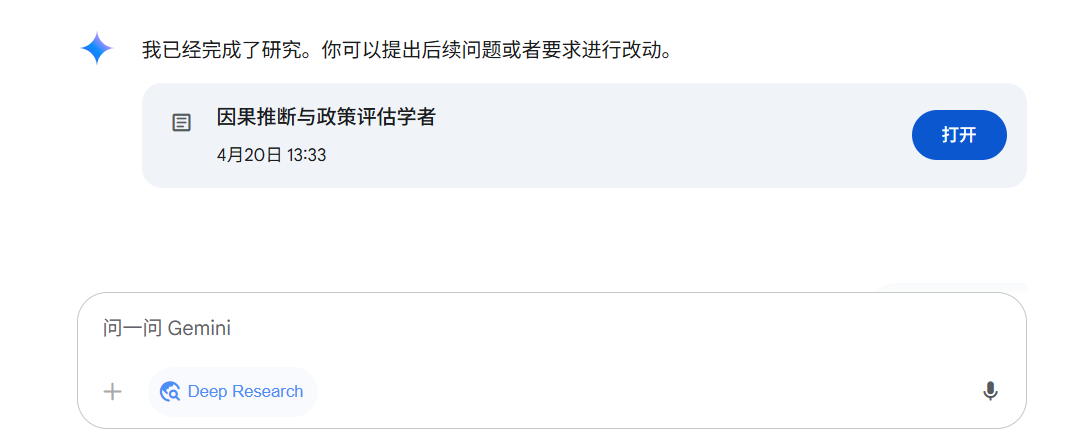 我已经完成了研究。你可以提出后续问题或者要求进行改动。
因果推断与政策评估学者
4月20日 13:33
打开
问一问 Gemini
Deep Research